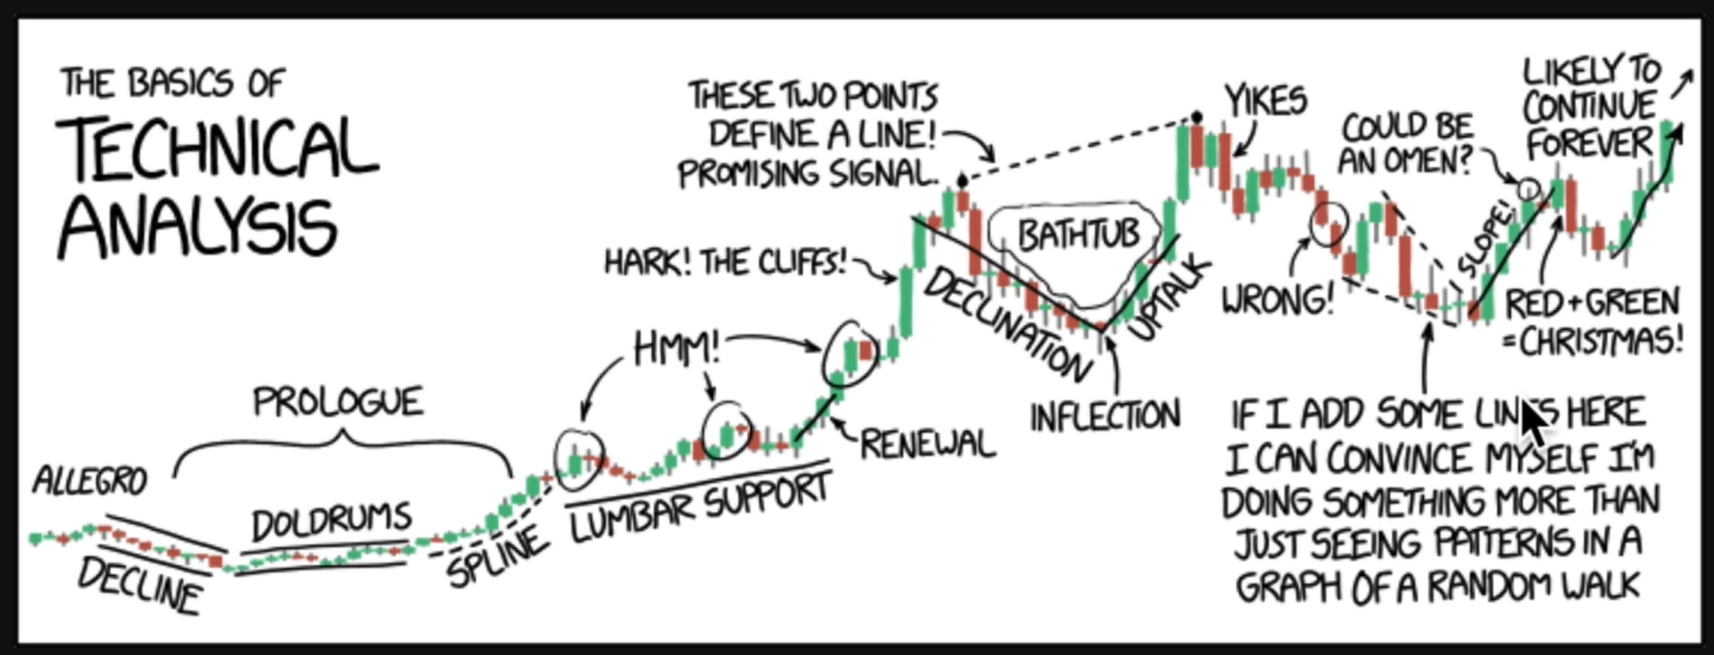 THE BASICS OF
TECHNICAL
ANALYSIS
ALLEGRO
DECLINE
PROLOGUE
DOLDRUMS
SPLINE
HMM!
LUMBAR SUPPORT
RENEWAL
HARK! THE CLIFFS!
THESE TWO POINTS
DEFINE A LINE!
PROMISING SIGNAL.
DECLINATION
BATHTUB
INFLECTION
UPTALK
YIKES
WRONG!
COULD BE
AN OMEN?
SLOPE!
LIKELY TO
CONTINUE
FOREVER
RED+GREEN
=CHRISTMAS!
IF I ADD SOME LINES HERE
I CAN CONVINCE MYSELF I'M
DOING SOMETHING MORE THAN
JUST SEEING PATTERNS IN A
GRAPH OF A RANDOM WALK